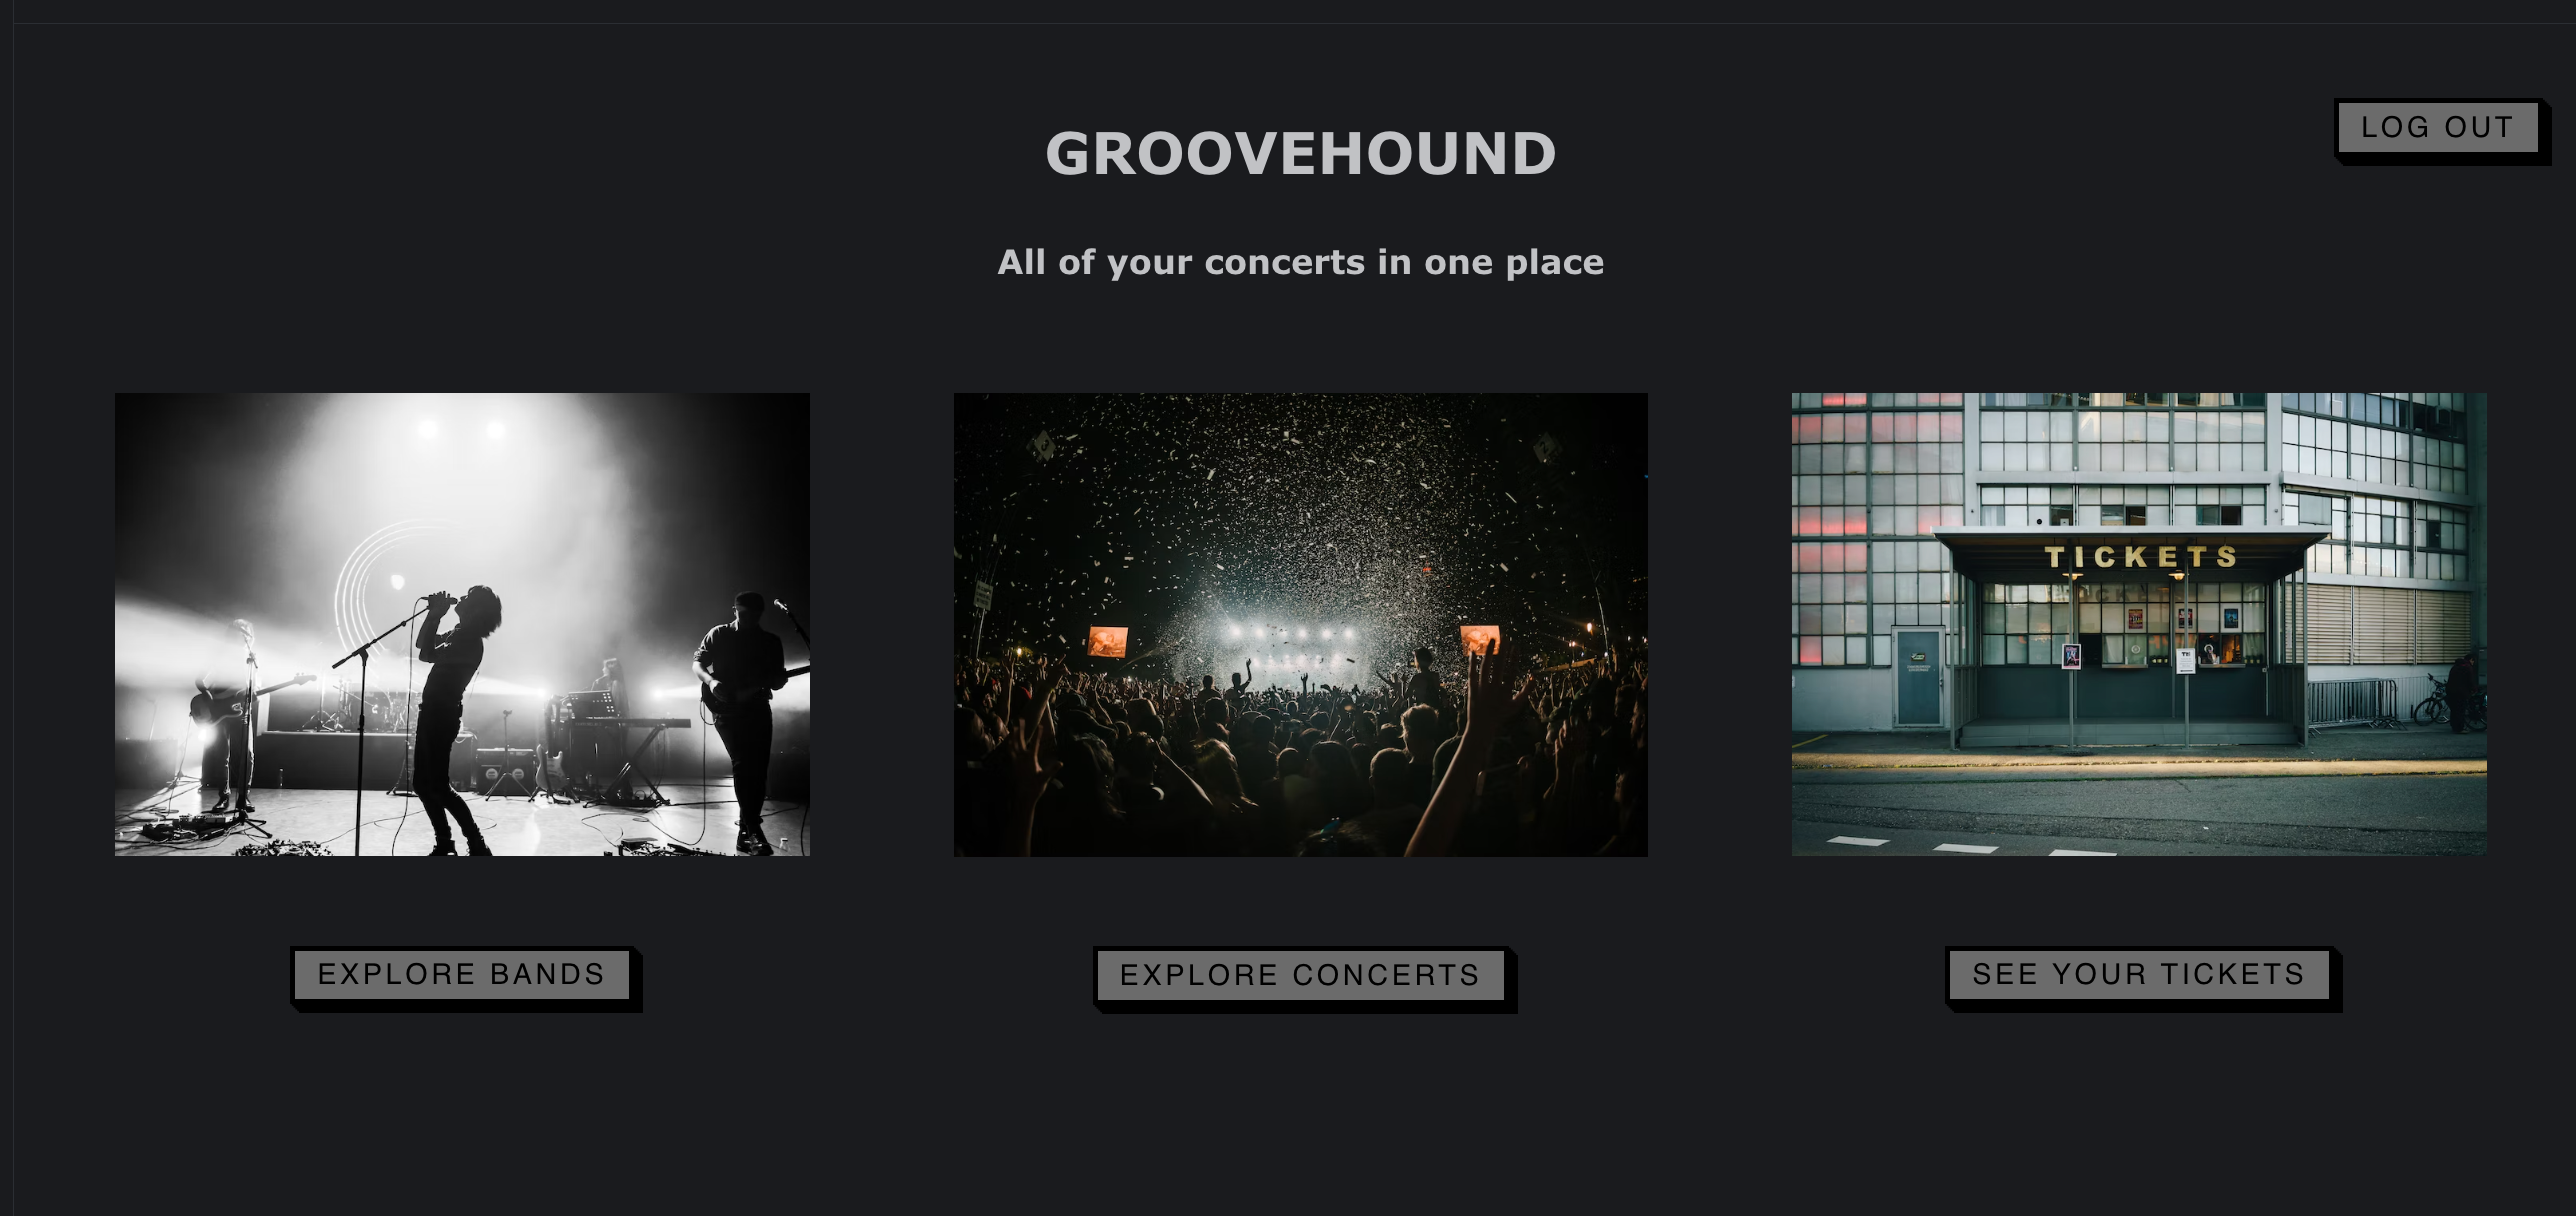 LOG OUT
GROOVEHOUND
All of your concerts in one place
TICKETS
EXPLORE BANDS
EXPLORE CONCERTS
SEE YOUR TICKETS